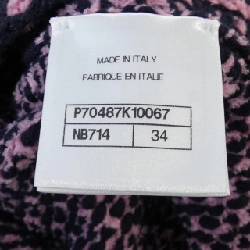 MADE IN ITALY
FABRIQUE EN ITALIE
P70487K10067
NB714 34